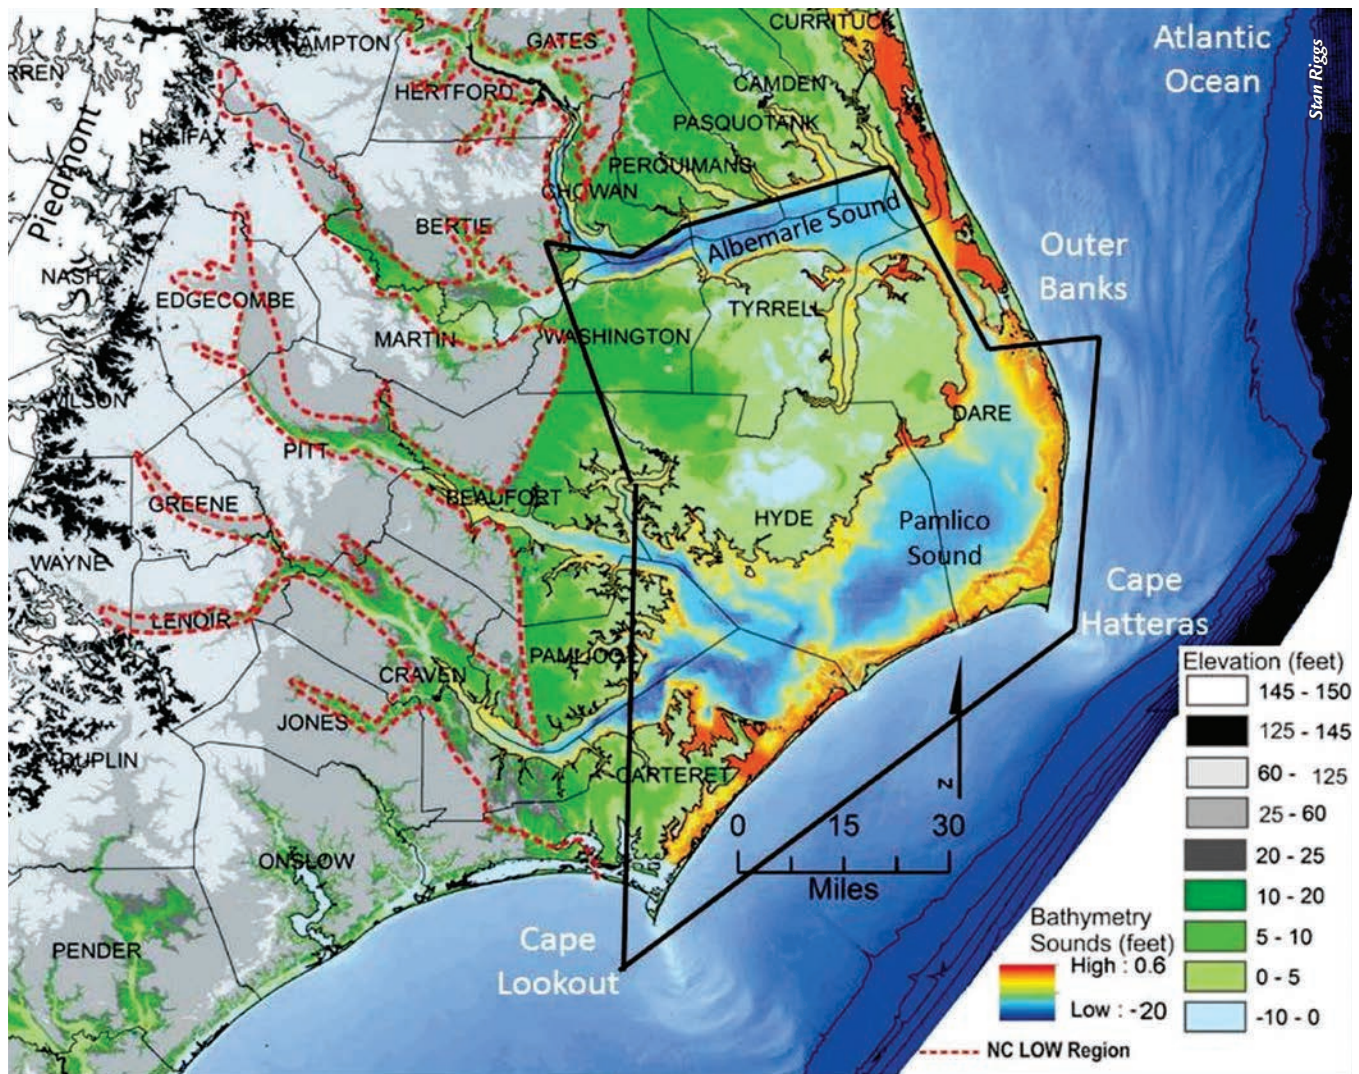 CURRITUCK
NORTHAMPTON
GATES
Atlantic
Ocean
Stan Riggs
HERTFORD
CAMDEN
PASQUOTANK
HALIFAX
PERQUIMANS
CHOWAN
Piedmont
BERTIE
Albemarle Sound
Outer
Banks
NASH
EDGECOMBE
TYRRELL
MARTIN
WASHINGTON
WILSON
DARE
PITT
GREENE
BEAUFORT
HYDE
Pamlico
Sound
WAYNE
Cape
Hatteras
LENOIR
PAMLICO
CRAVEN
JONES
DUPLIN
CARTERET
N
0 15 30
Miles
ONSLOW
PENDER
Cape
Lookout
Elevation (feet)
145 - 150
125 - 145
60 - 125
25 - 60
20 - 25
10 - 20
5 - 10
0 - 5
-10 - 0
Bathymetry
Sounds (feet)
High : 0.6
Low : -20
NC LOW Region